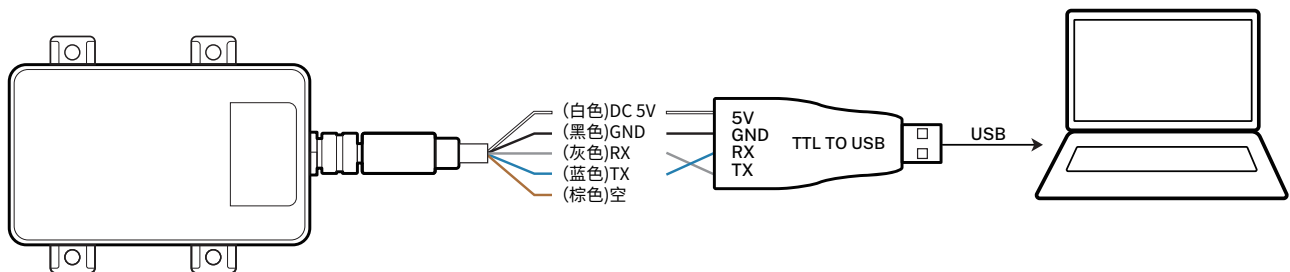 (白色)DC 5V
(黑色)GND
(灰色)RX
(蓝色)TX
(棕色)空
5V
GND
RX
TX
TTL TO USB
USB